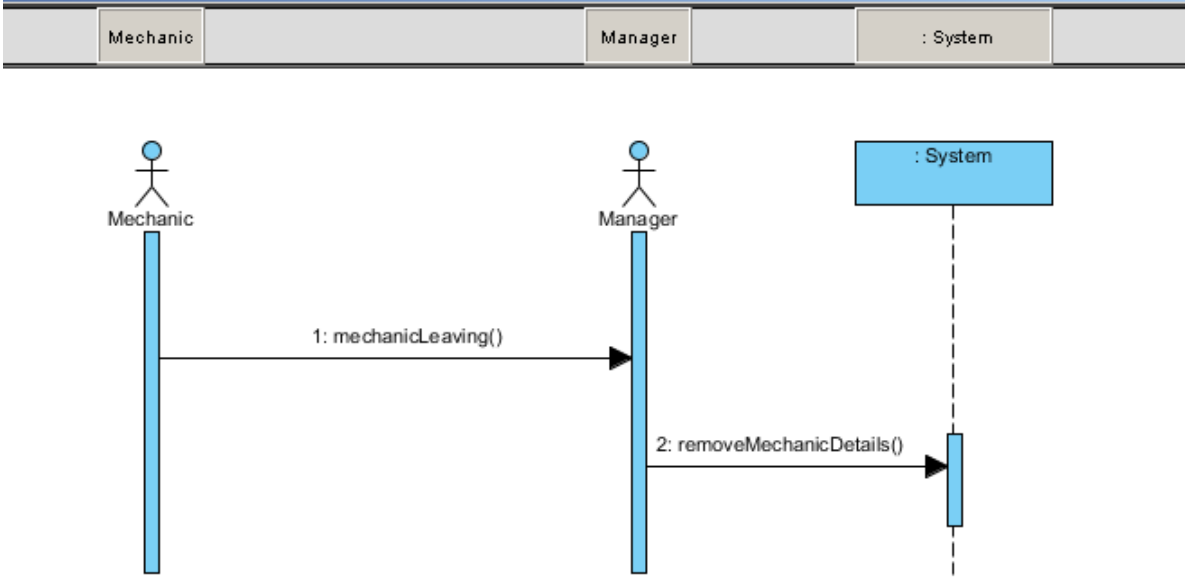 Mechanic
Manager
: System
: System
Mechanic
Manager
1: mechanicLeaving()
2: removeMechanicDetails()